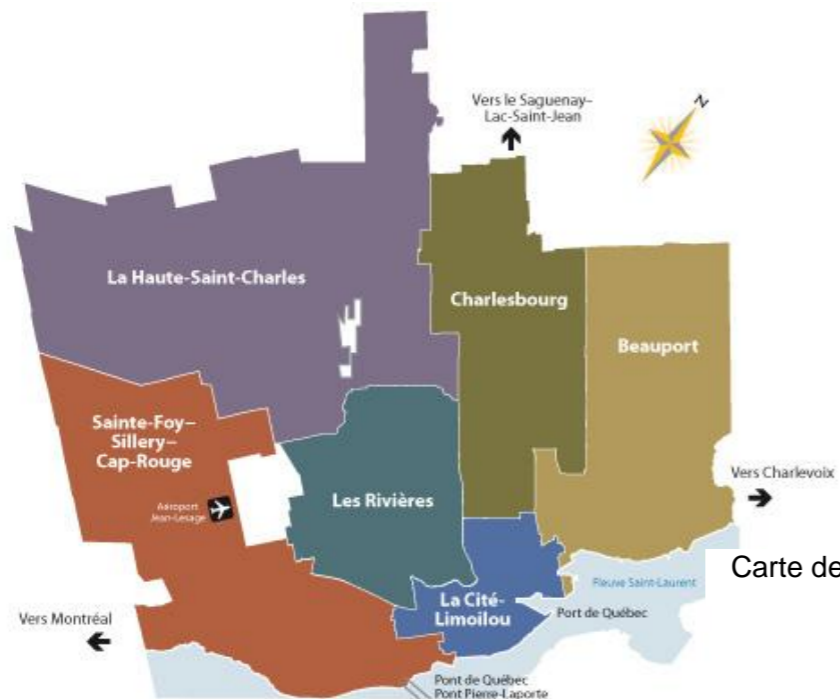 Vers le Saguenay–
Lac-Saint-Jean
N
La Haute-Saint-Charles
Charlesbourg
Beauport
Sainte-Foy–
Sillery–
Cap-Rouge
Vers Charlevoix
Les Rivières
Aéroport
Jean-Lesage
Carte de
Fleuve Saint-Laurent
La Cité-
Limoilou
Port de Québec
Vers Montréal
Pont de Québec
Pont Pierre-Laporte